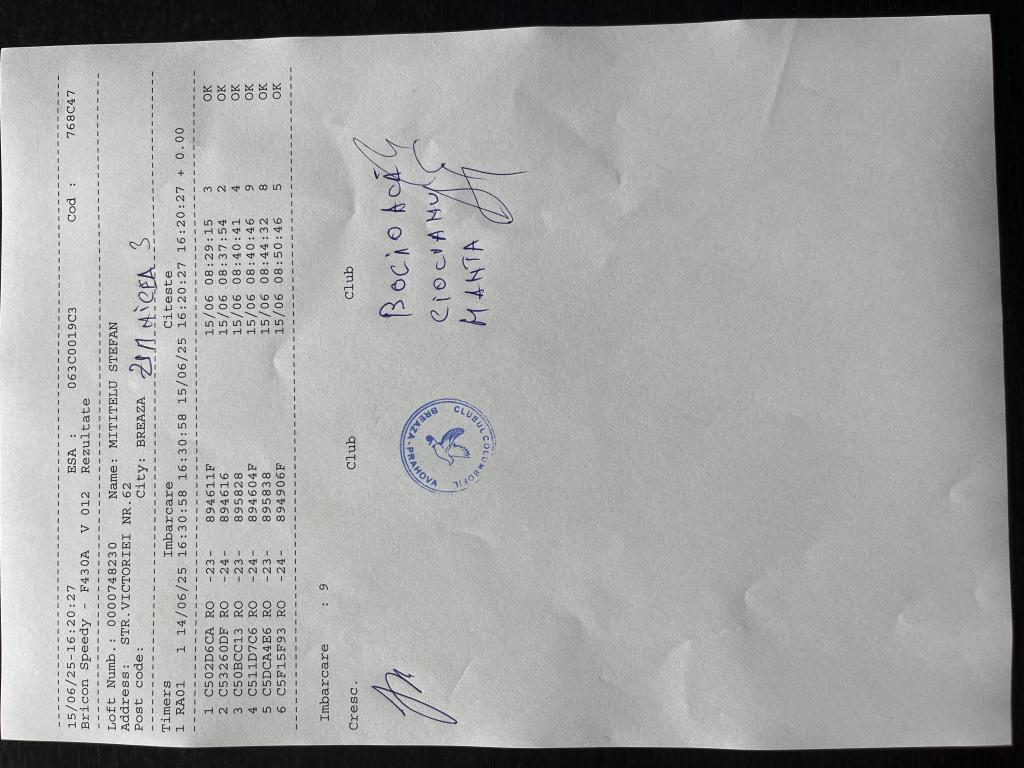 15/06/25-16:20:27 ESA : 063C0019C3 Cod : 768C47
Bricon Speedy - F430A V 012 Rezultate
Loft Numb.: 0000748230 Name: MITITELU STEFAN
Address: STR.VICTORIEI NR.62
Post code: City: BREAZA 3
Timers Imbarcare Citeste
1 RA01 1 14/06/25 16:30:58 16:30:58 15/06/25 16:20:27 16:20:27 + 0.00
1 C502D6CA RO -23- 894611F 15/06 08:29:15 3 OK
2 C53260DF RO -24- 894616 15/06 08:37:54 2 OK
3 C50BCC13 RO -23- 895828 15/06 08:40:41 4 OK
4 C511D7C6 RO -24- 894604F 15/06 08:40:46 9 OK
5 C5DCA4E6 RO -23- 895838 15/06 08:44:32 8 OK
6 C5F15F93 RO -24- 894906F 15/06 08:50:46 5 OK
Imbarcare : 9
Cresc. Club Club
BOCIOACĂ
CIOCIANU
MANTA
CLUBUL COLUMBOFIL
BREAZA-PRAHOVA